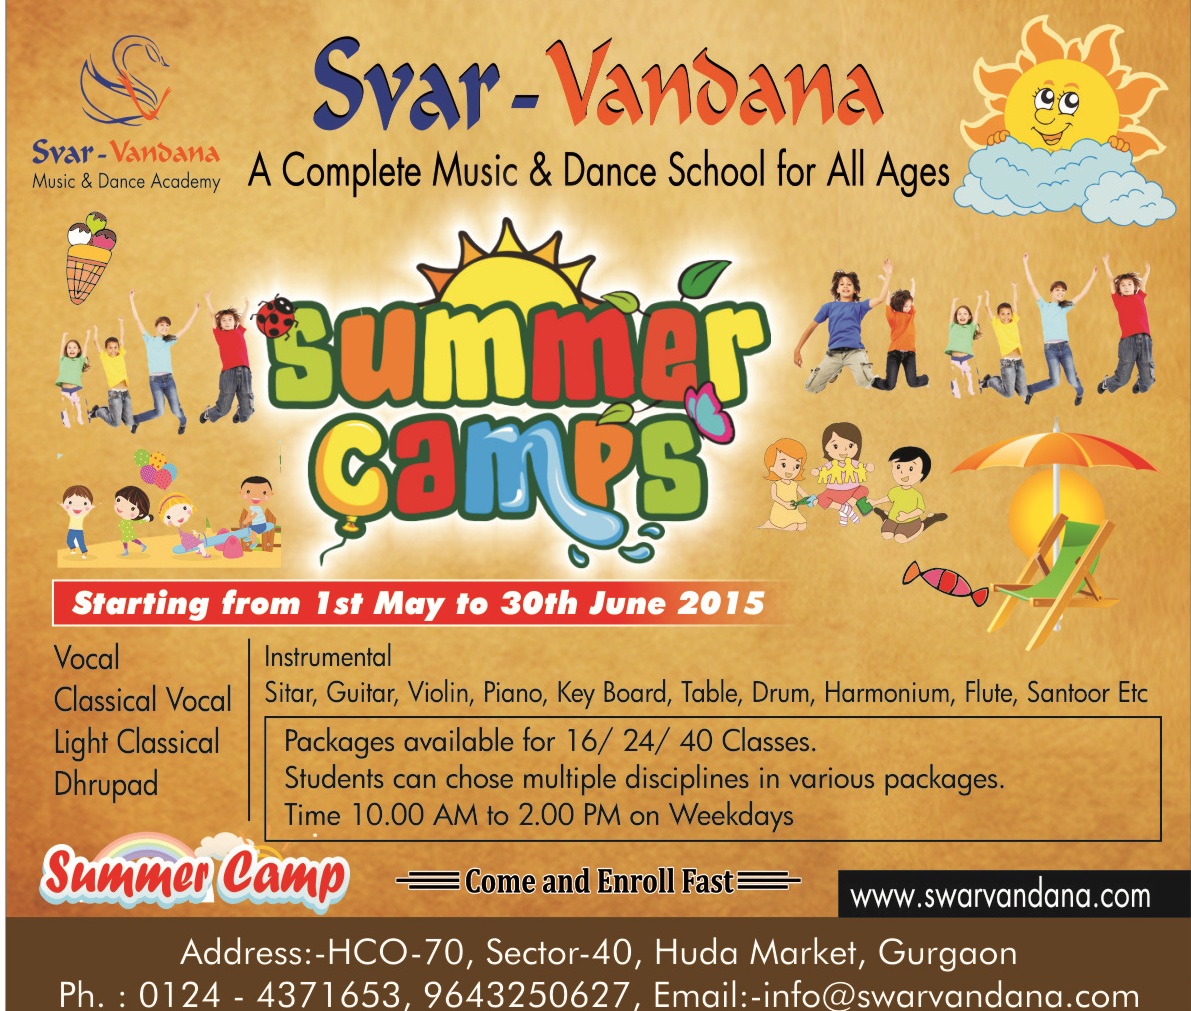 Svar-Vandana
Music & Dance Academy
Svar-Vandana
A Complete Music & Dance School for All Ages
summer
camps
Starting from 1st May to 30th June 2015
Vocal
Classical Vocal
Light Classical
Dhrupad
Instrumental
Sitar, Guitar, Violin, Piano, Key Board, Table, Drum, Harmonium, Flute, Santoor Etc
Packages available for 16/ 24/ 40 Classes.
Students can chose multiple disciplines in various packages.
Time 10.00 AM to 2.00 PM on Weekdays
Summer Camp
Come and Enroll Fast
www.swarvandana.com
Address:-HCO-70, Sector-40, Huda Market, Gurgaon
Ph. : 0124 - 4371653, 9643250627, Email:-info@swarvandana.com